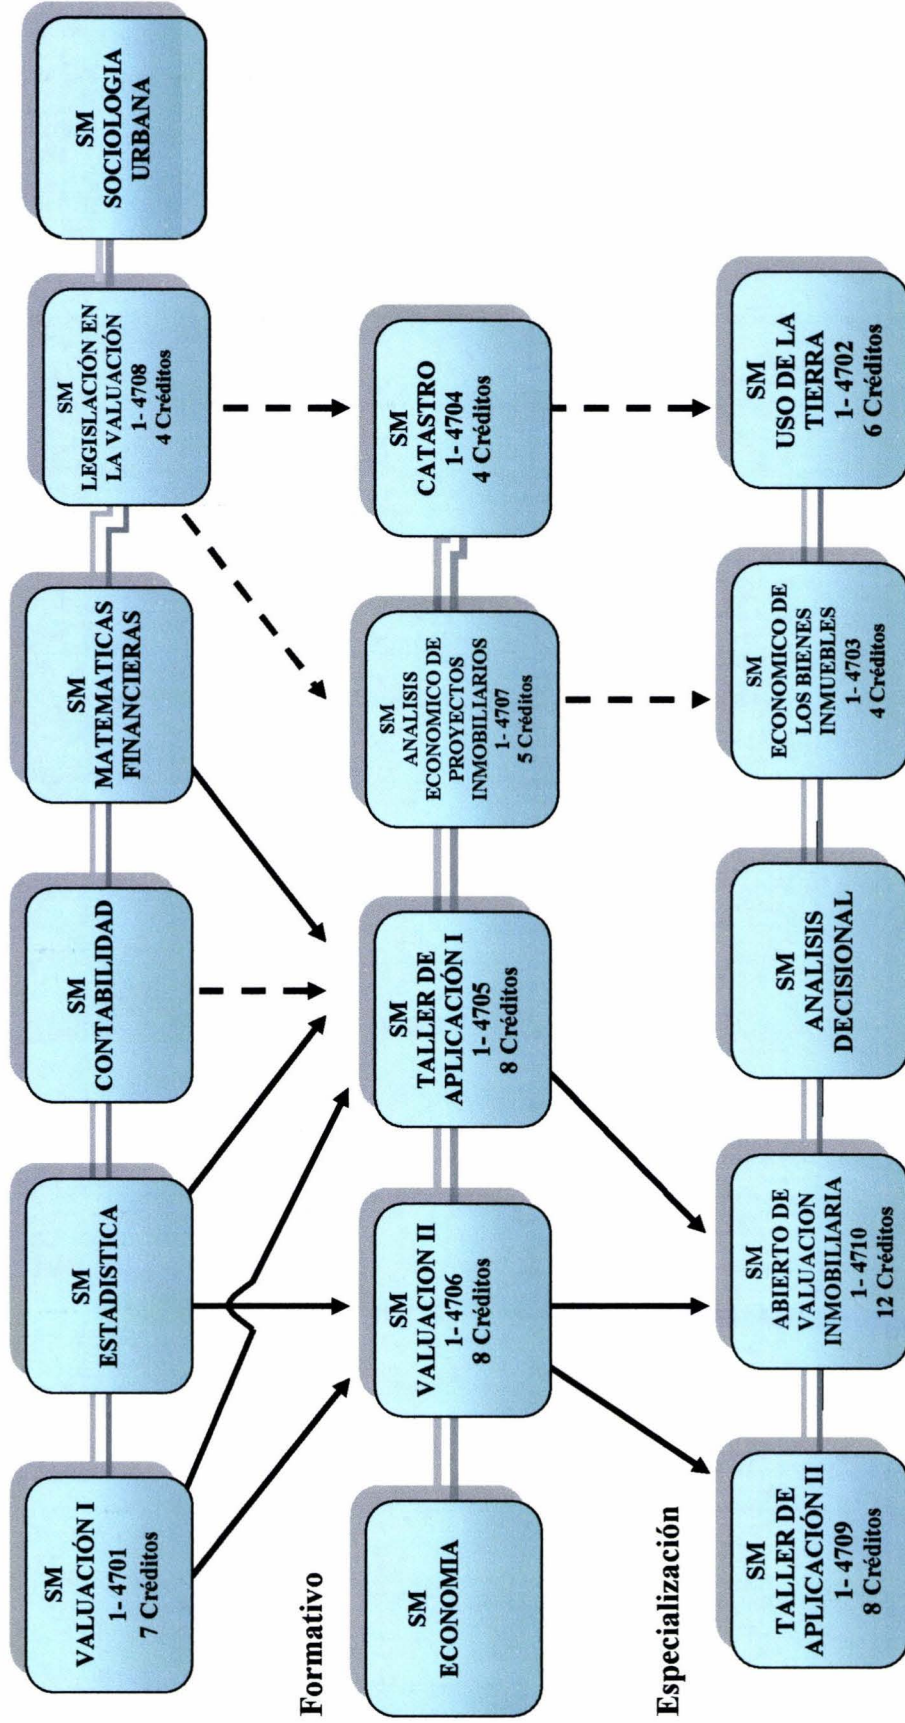 SM
VALUACIÓN I
1- 4701
7 Créditos
SM
ESTADISTICA
SM
CONTABILIDAD
SM
MATEMATICAS
FINANCIERAS
SM
LEGISLACIÓN EN
LA VALUACIÓN
1- 4708
4 Créditos
SM
SOCIOLOGIA
URBANA
Formativo
SM
ECONOMIA
SM
VALUACION II
1- 4706
8 Créditos
SM
TALLER DE
APLICACIÓN I
1- 4705
8 Créditos
SM
ANALISIS
ECONOMICO DE
PROYECTOS
INMOBILIARIOS
1- 4707
5 Créditos
SM
CATASTRO
1- 4704
4 Créditos
Especialización
SM
TALLER DE
APLICACIÓN II
1- 4709
8 Créditos
SM
ABIERTO DE
VALUACION
INMOBILIARIA
1- 4710
12 Créditos
SM
ANALISIS
DECISIONAL
SM
ECONOMICO DE
LOS BIENES
INMUEBLES
1- 4703
4 Créditos
SM
USO DE LA
TIERRA
1- 4702
6 Créditos